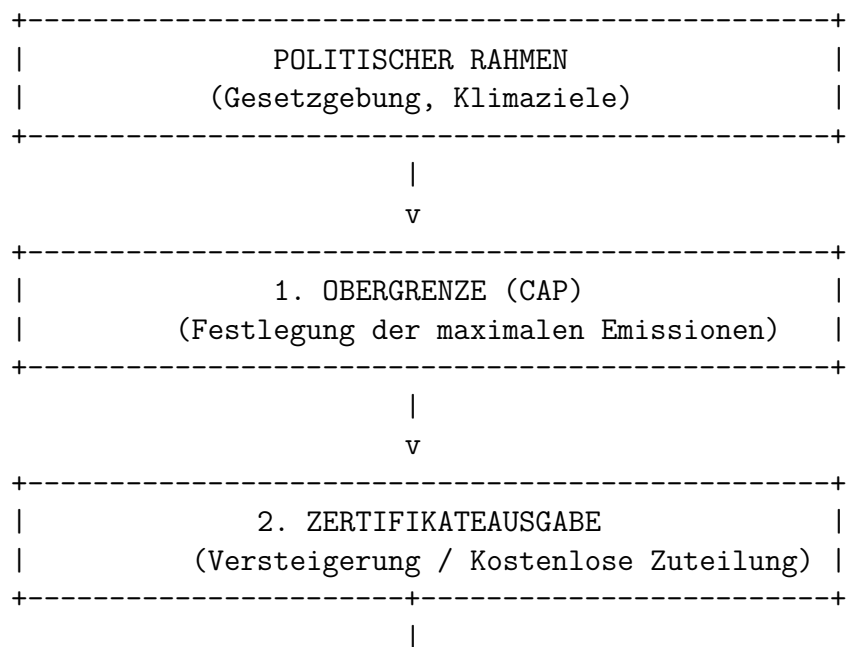 +-------------------------------------------------+
|               POLITISCHER RAHMEN                |
|           (Gesetzgebung, Klimaziele)            |
+-------------------------------------------------+
                        |
                        v
+-------------------------------------------------+
|               1. OBERGRENZE (CAP)               |
|         (Festlegung der maximalen Emissionen)   |
+-------------------------------------------------+
                        |
                        v
+-------------------------------------------------+
|              2. ZERTIFIKATEAUSGABE              |
|          (Versteigerung / Kostenlose Zuteilung) |
+-----------------------+-------------------------+
                        |